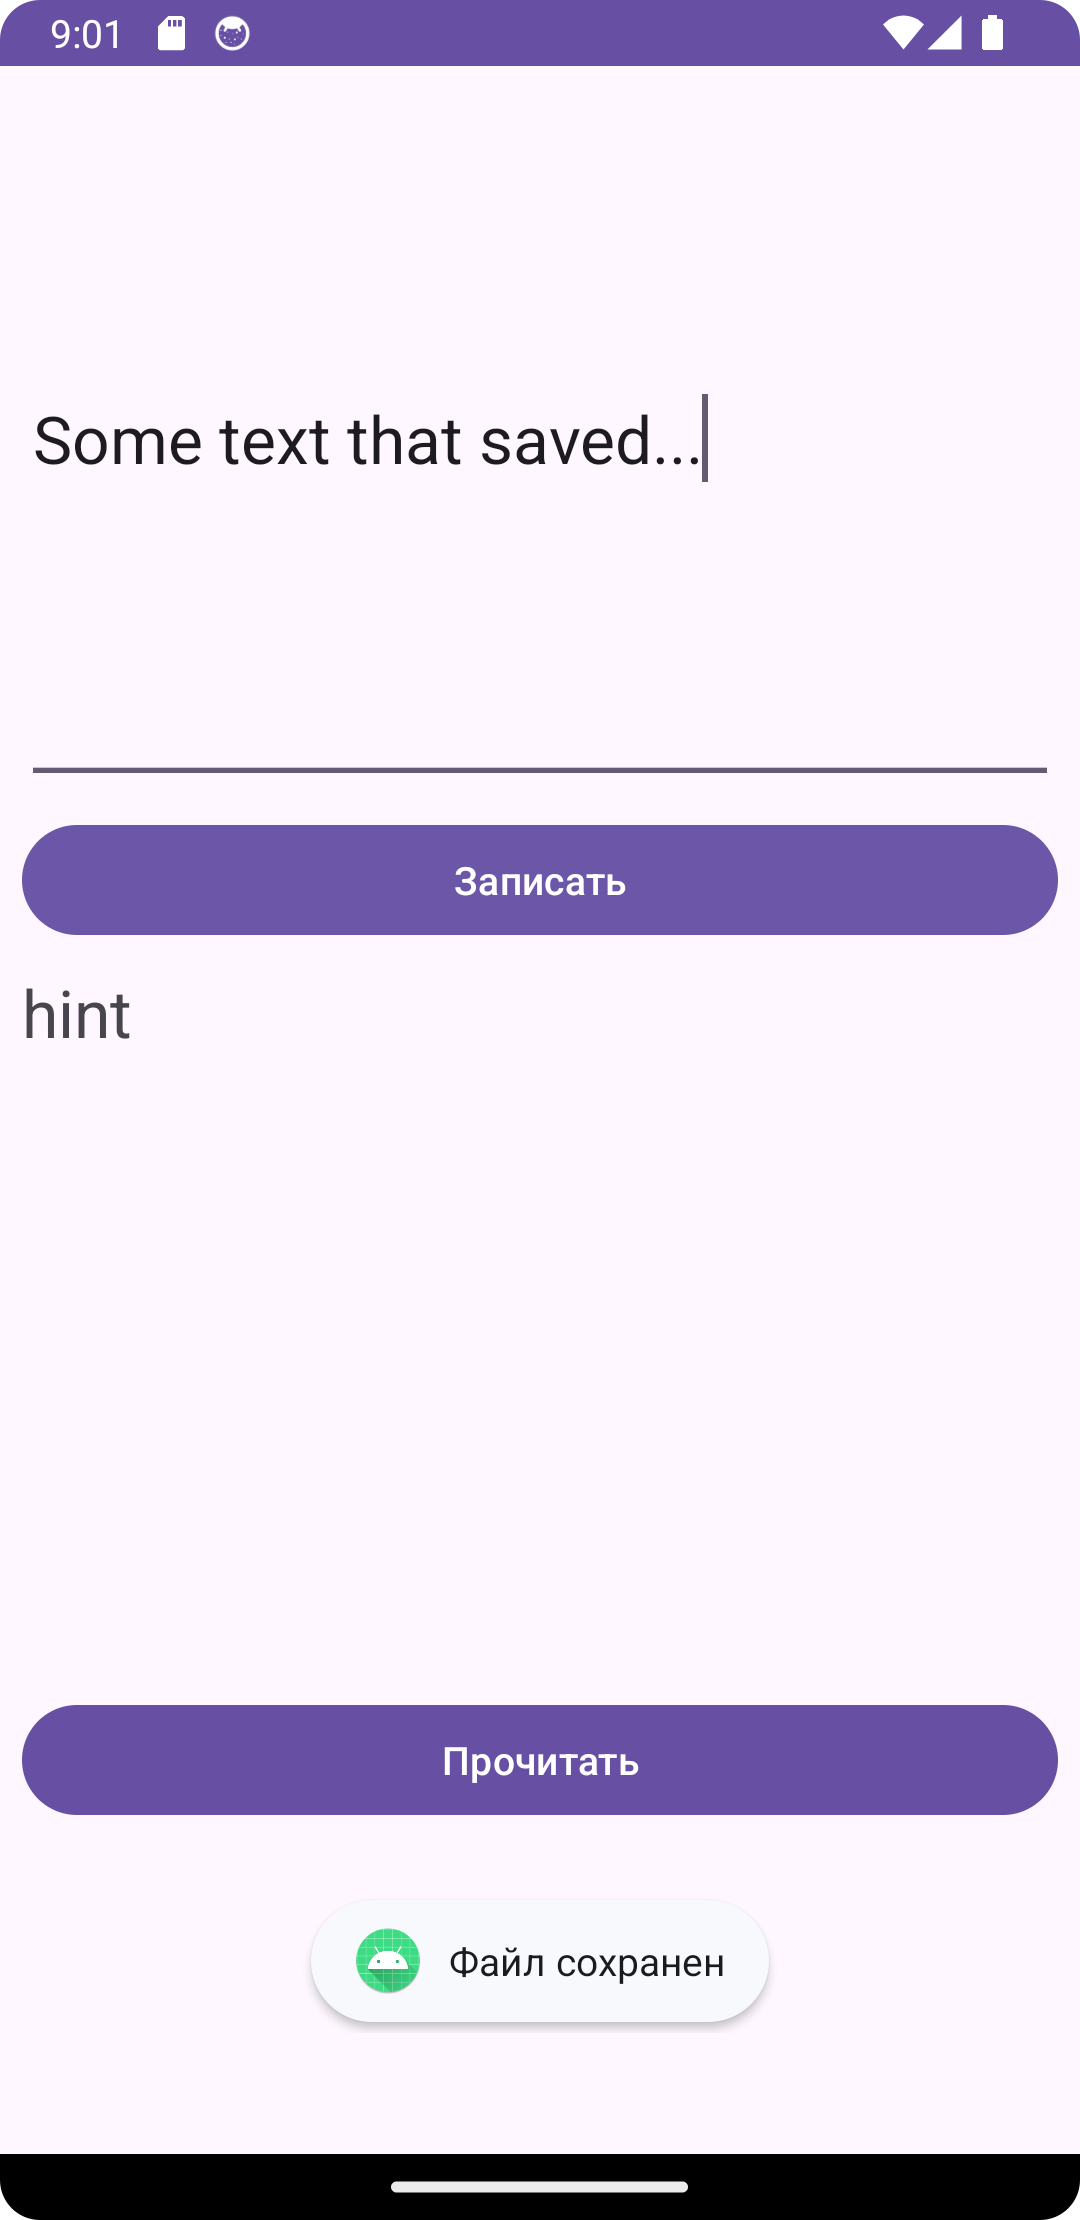 9:01
Some text that saved...
Записать
hint
Прочитать
Файл сохранен